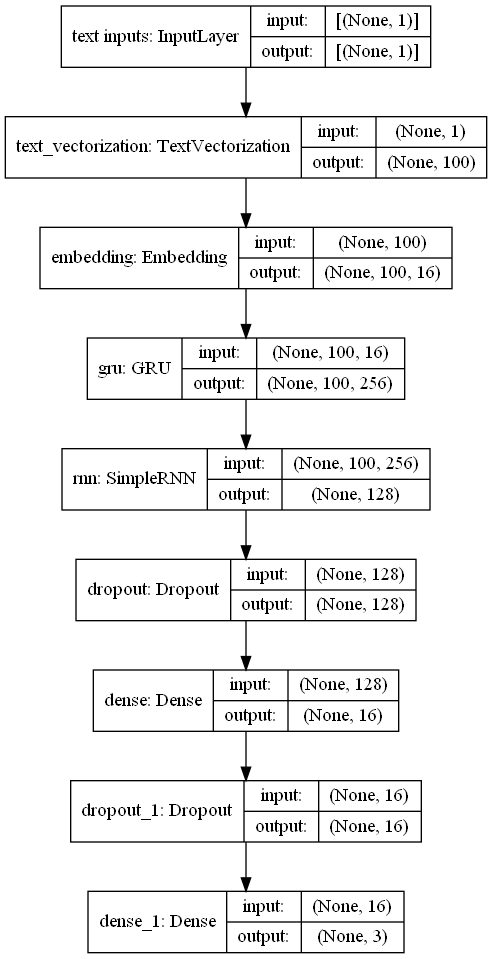 text inputs: InputLayer
input: [(None, 1)]
output: [(None, 1)]
text_vectorization: TextVectorization
input: (None, 1)
output: (None, 100)
embedding: Embedding
input: (None, 100)
output: (None, 100, 16)
gru: GRU
input: (None, 100, 16)
output: (None, 100, 256)
rnn: SimpleRNN
input: (None, 100, 256)
output: (None, 128)
dropout: Dropout
input: (None, 128)
output: (None, 128)
dense: Dense
input: (None, 128)
output: (None, 16)
dropout_1: Dropout
input: (None, 16)
output: (None, 16)
dense_1: Dense
input: (None, 16)
output: (None, 3)